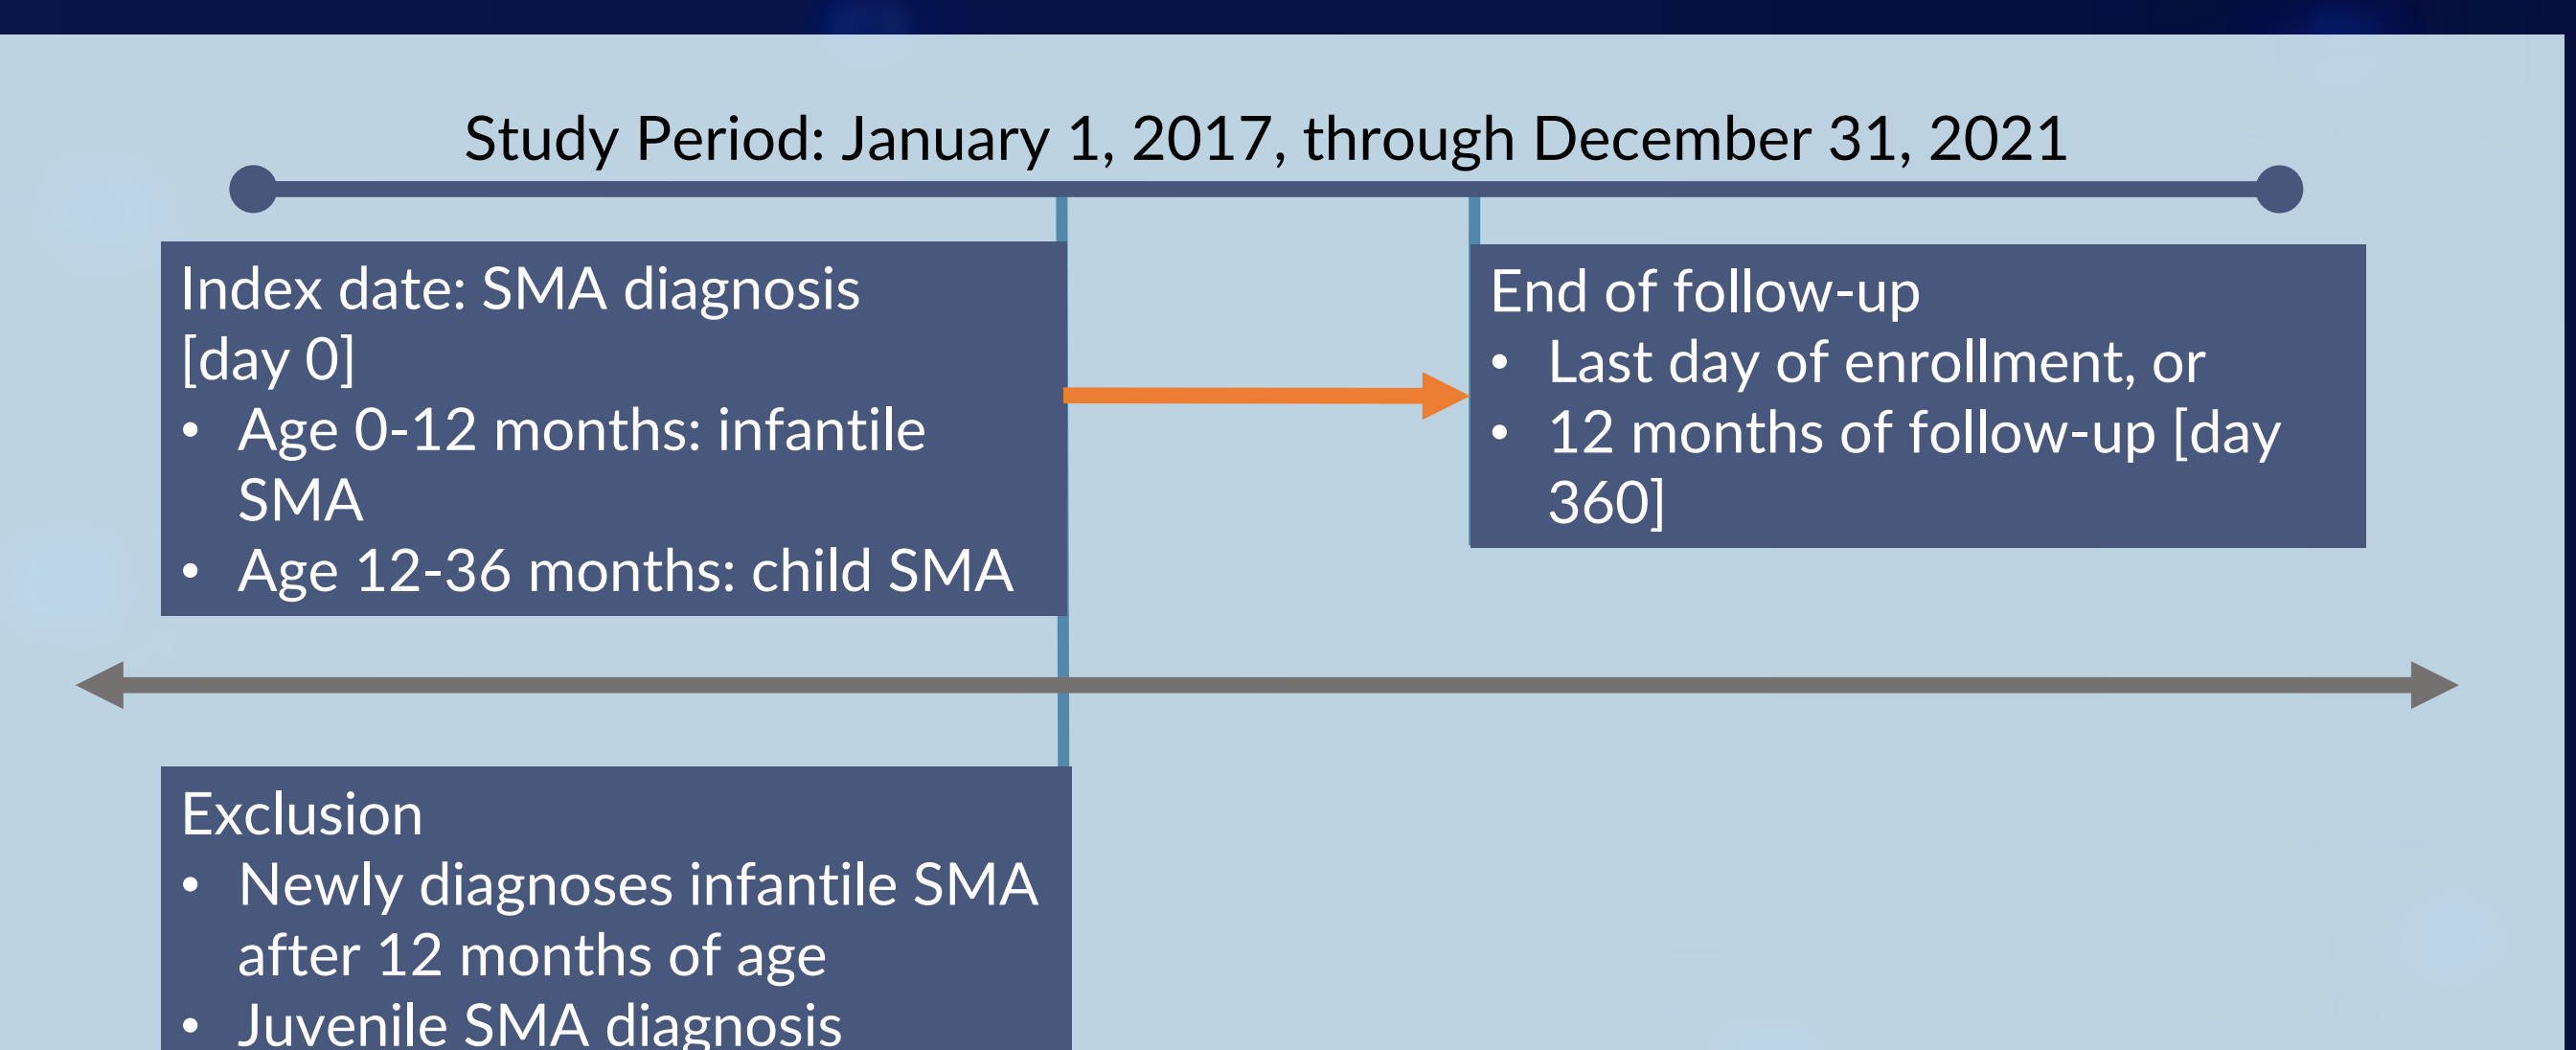 Study Period: January 1, 2017, through December 31, 2021
Index date: SMA diagnosis
[day 0]
• Age 0-12 months: infantile
SMA
• Age 12-36 months: child SMA
End of follow-up
• Last day of enrollment, or
• 12 months of follow-up [day
360]
Exclusion
• Newly diagnoses infantile SMA
after 12 months of age
• Juvenile SMA diagnosis